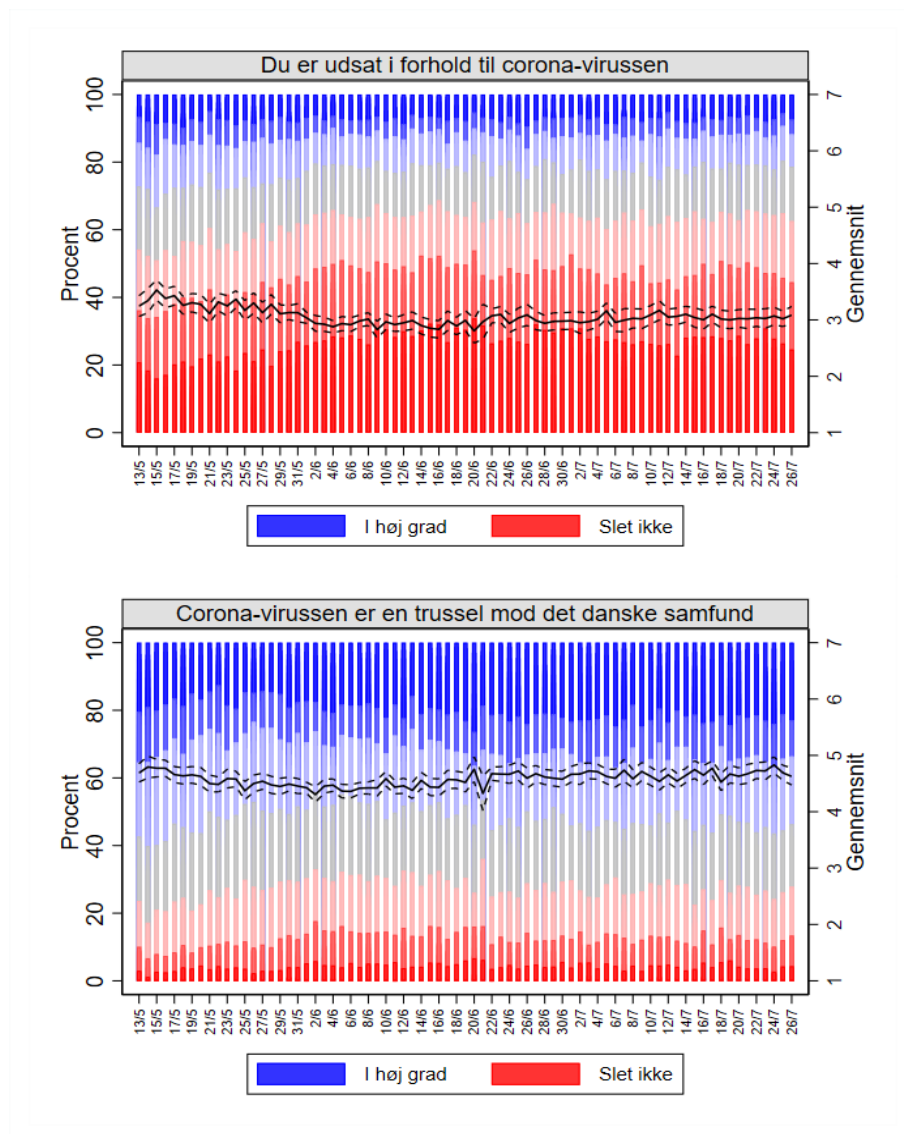 Du er udsat i forhold til corona-virussen
Procent
0 20 40 60 80 100
Gennemsnit
1 2 3 4 5 6 7
13/5 15/5 17/5 19/5 21/5 23/5 25/5 27/5 29/5 31/5 2/6 4/6 6/6 8/6 10/6 12/6 14/6 16/6 18/6 20/6 22/6 24/6 26/6 28/6 30/6 2/7 4/7 6/7 8/7 10/7 12/7 14/7 16/7 18/7 20/7 22/7 24/7 26/7
I høj grad Slet ikke
Corona-virussen er en trussel mod det danske samfund
Procent
0 20 40 60 80 100
Gennemsnit
1 2 3 4 5 6 7
13/5 15/5 17/5 19/5 21/5 23/5 25/5 27/5 29/5 31/5 2/6 4/6 6/6 8/6 10/6 12/6 14/6 16/6 18/6 20/6 22/6 24/6 26/6 28/6 30/6 2/7 4/7 6/7 8/7 10/7 12/7 14/7 16/7 18/7 20/7 22/7 24/7 26/7
I høj grad Slet ikke